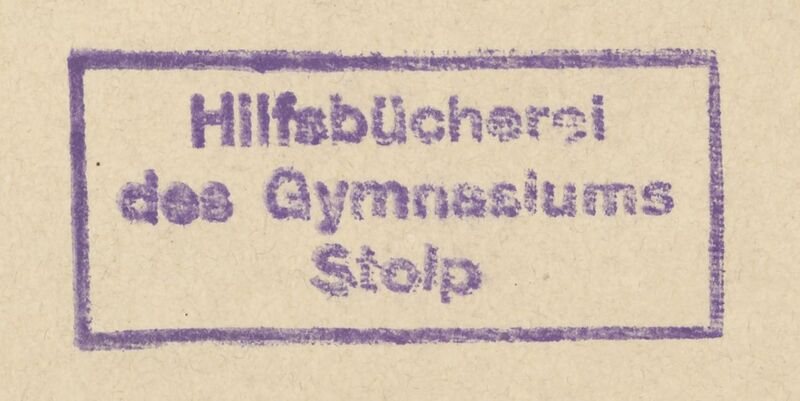 Hilfsbücherei
des Gymnasiums
Stolp